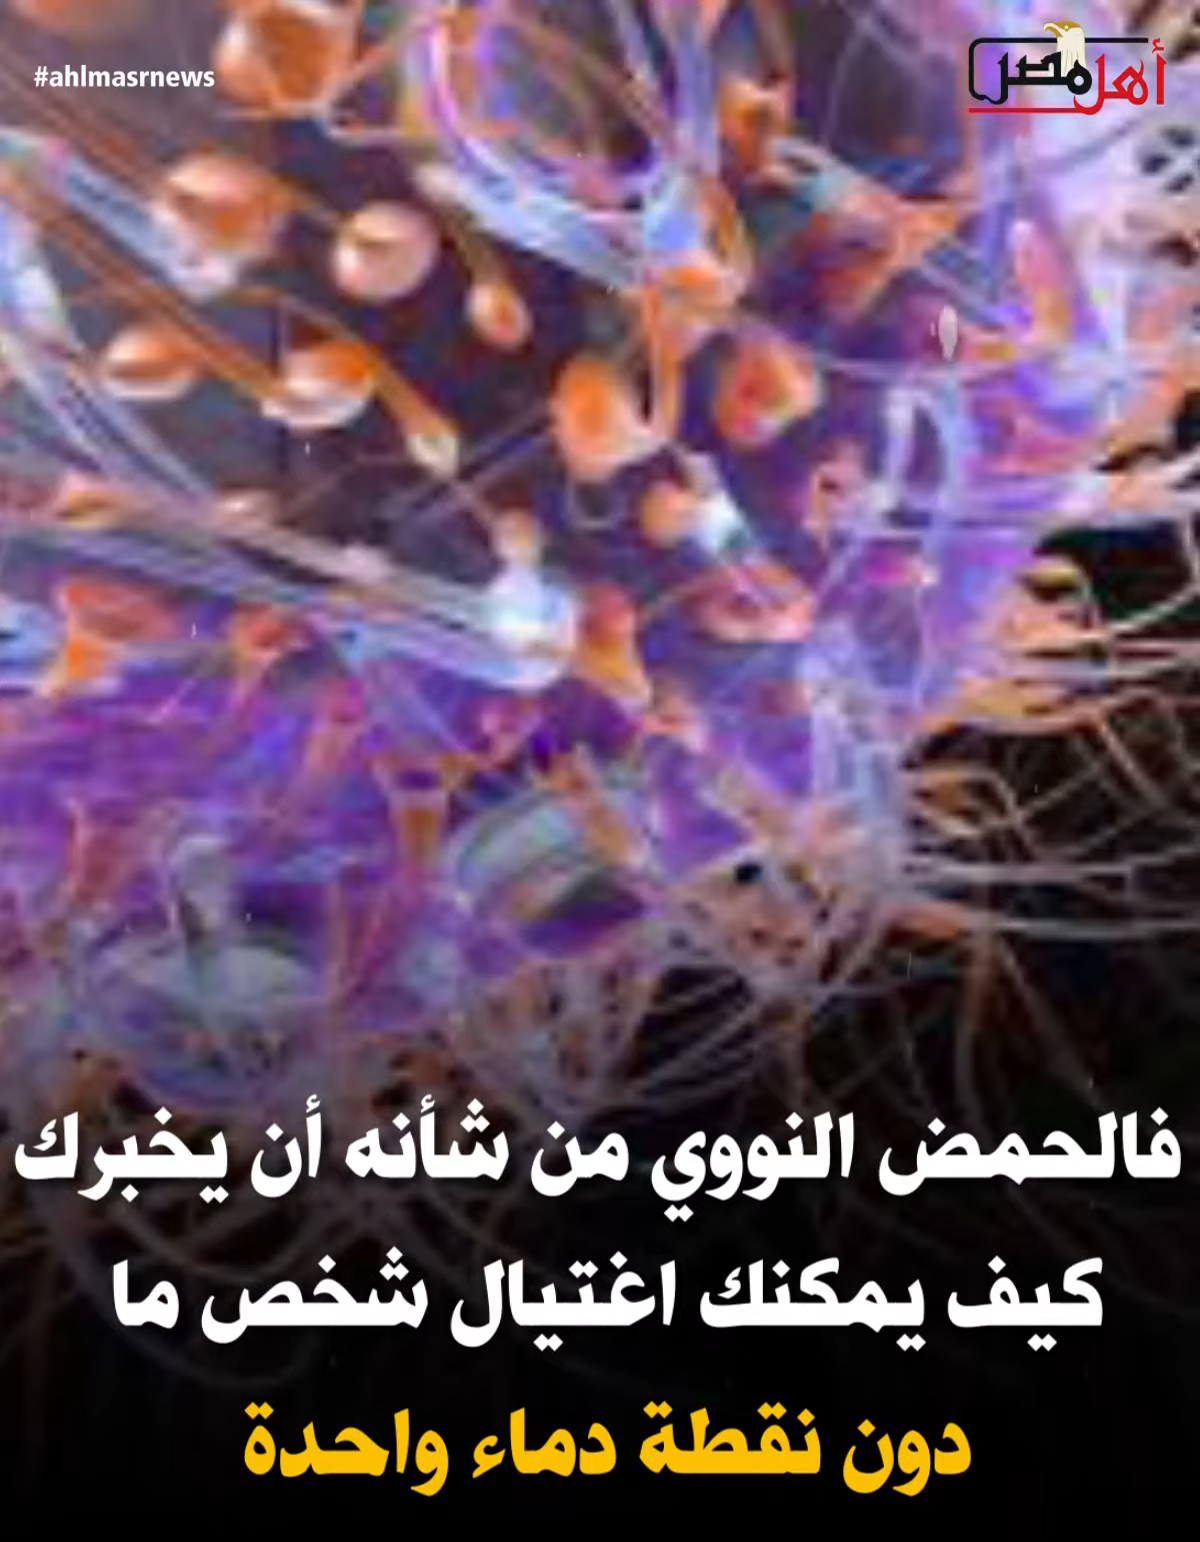 #ahlmasrnews
أهل مصر
فالحمض النووي من شأنه أن يخبرك
كيف يمكنك اغتيال شخص ما
دون نقطة دماء واحدة